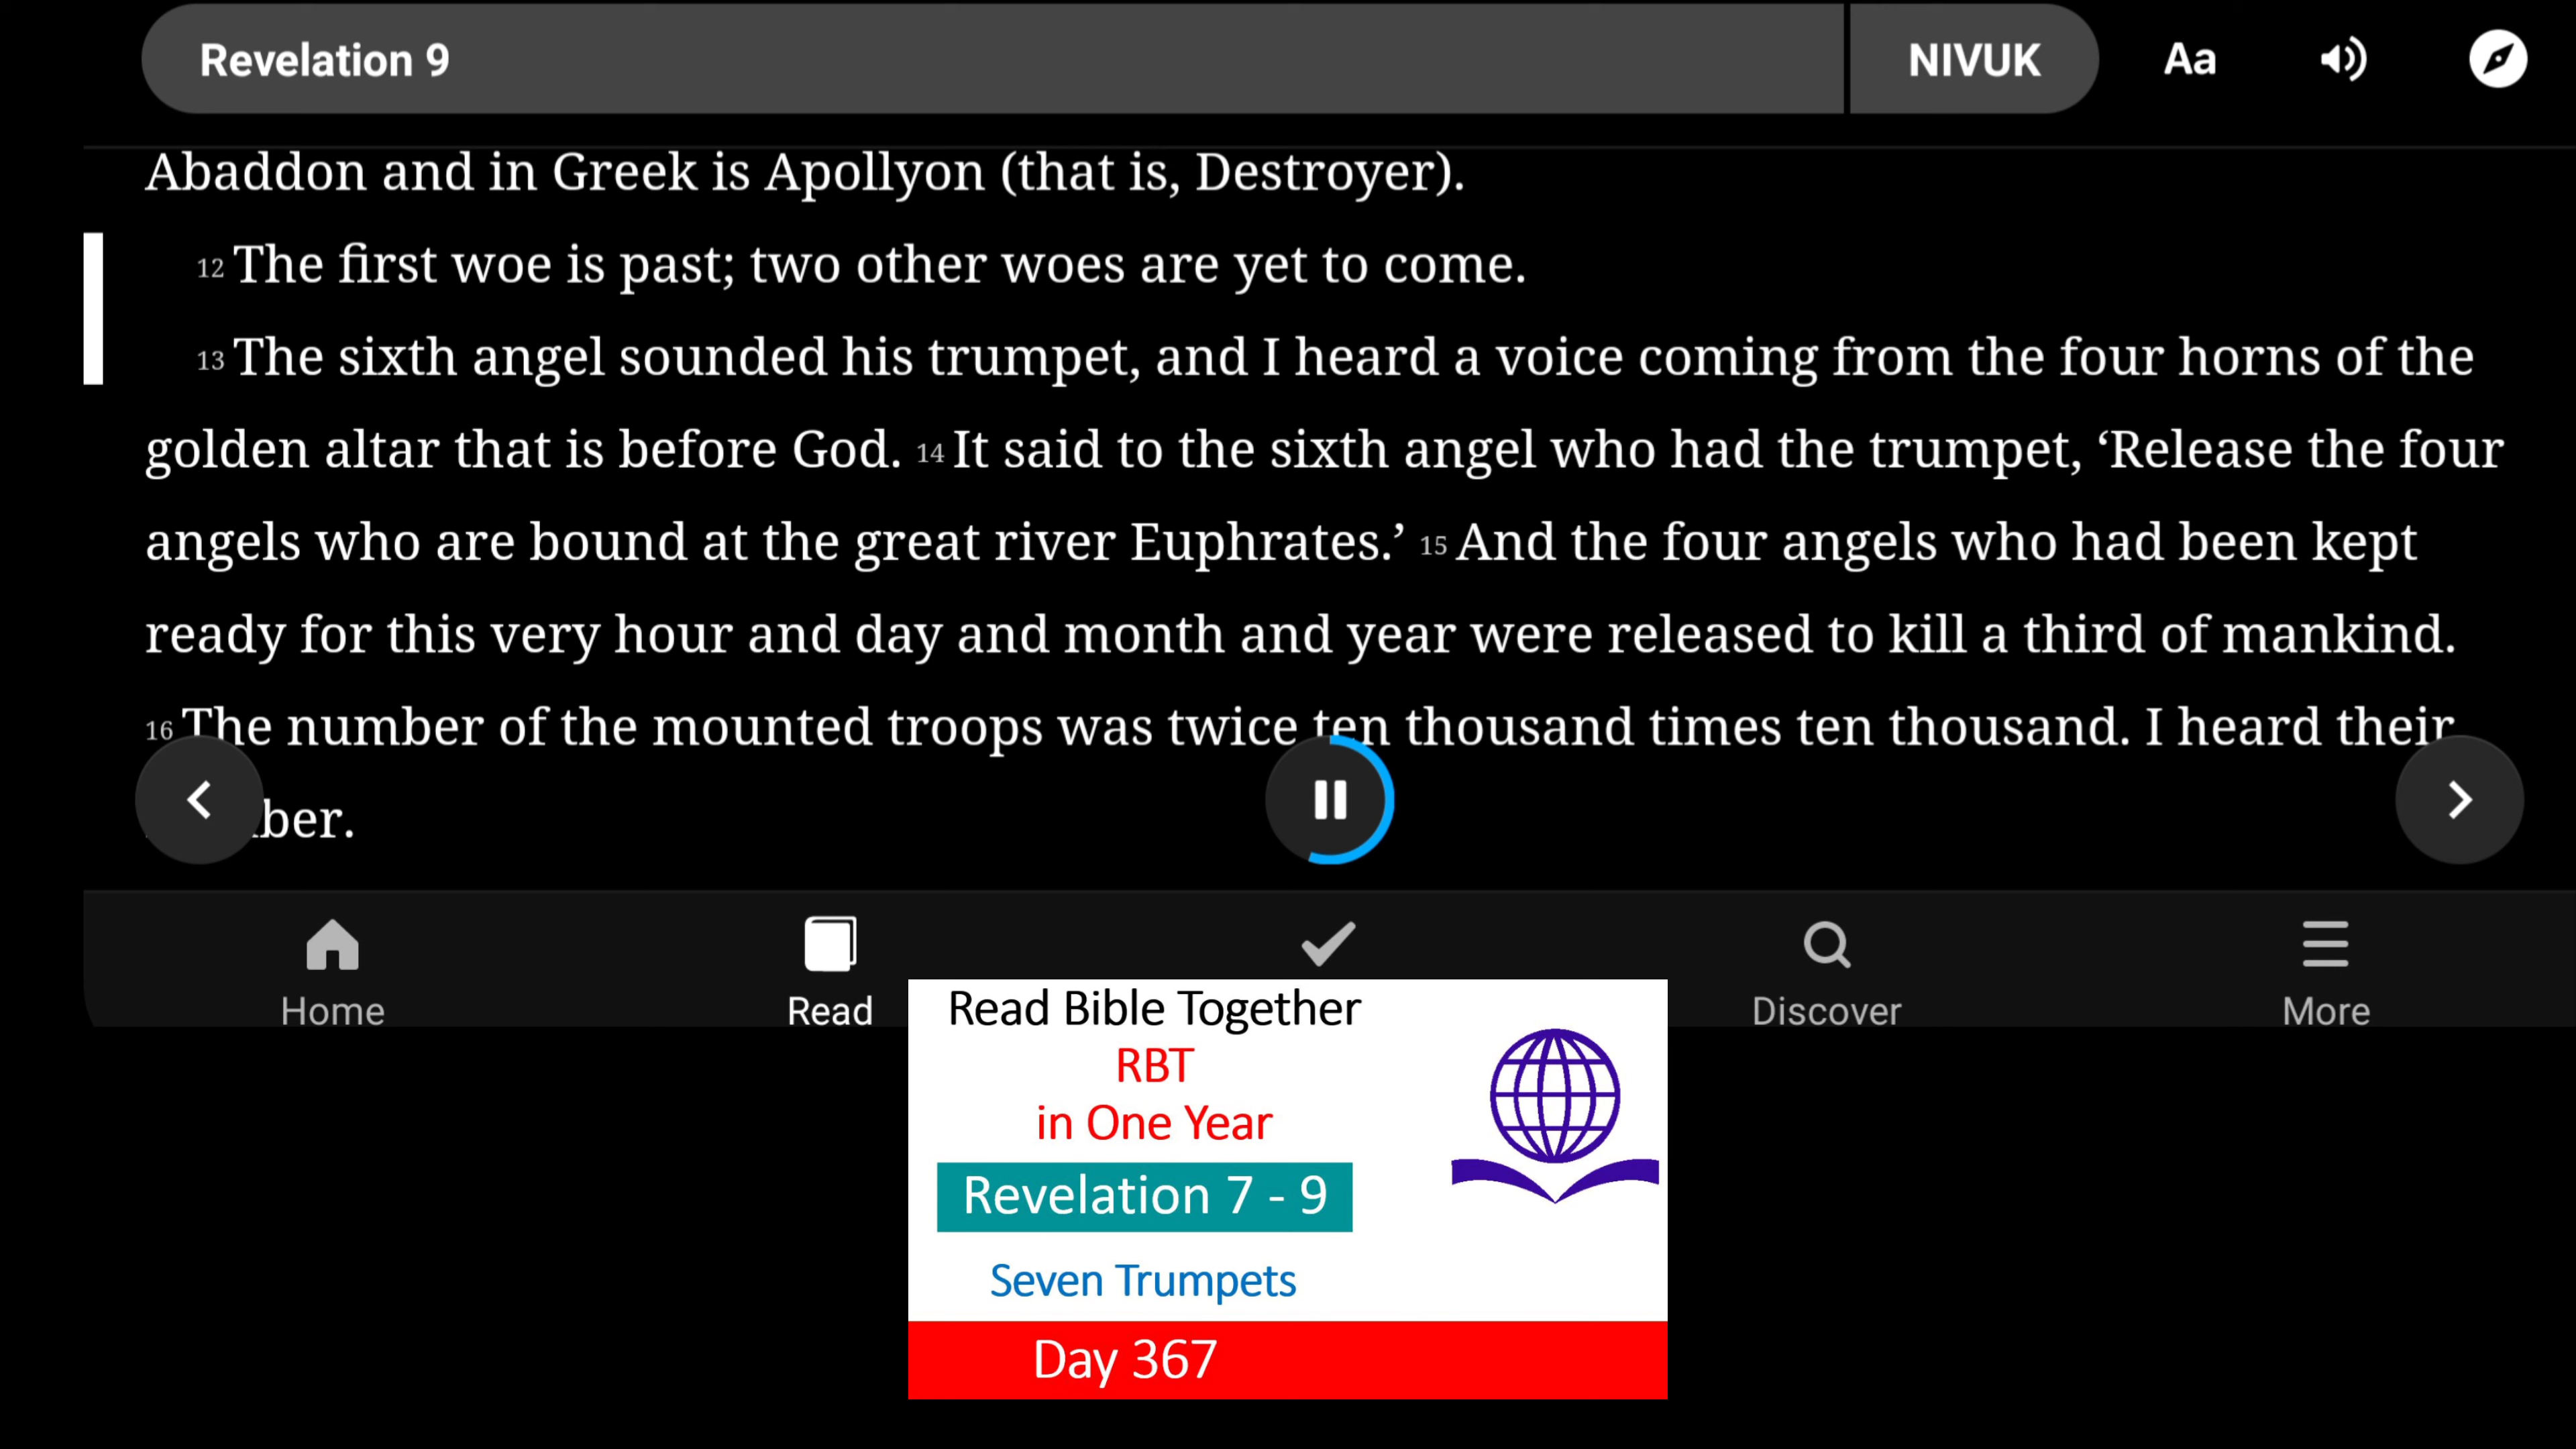 Revelation 9 NIVUK Aa
Abaddon and in Greek is Apollyon (that is, Destroyer).
12 The first woe is past; two other woes are yet to come.
13 The sixth angel sounded his trumpet, and I heard a voice coming from the four horns of the
golden altar that is before God. 14 It said to the sixth angel who had the trumpet, ‘Release the four
angels who are bound at the great river Euphrates.’ 15 And the four angels who had been kept
ready for this very hour and day and month and year were released to kill a third of mankind.
16 The number of the mounted troops was twice ten thousand times ten thousand. I heard their
ber.
Home Read Discover More
Read Bible Together
RBT
in One Year
Revelation 7 - 9
Seven Trumpets
Day 367